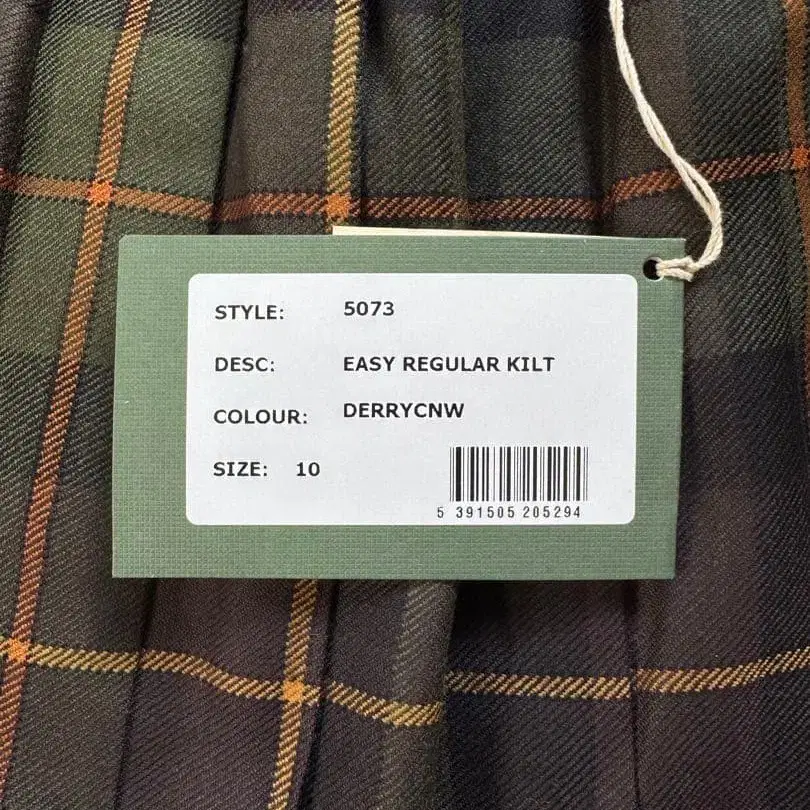 STYLE: 5073
DESC: EASY REGULAR KILT
COLOUR: DERRYCNW
SIZE: 10
5 391505 205294